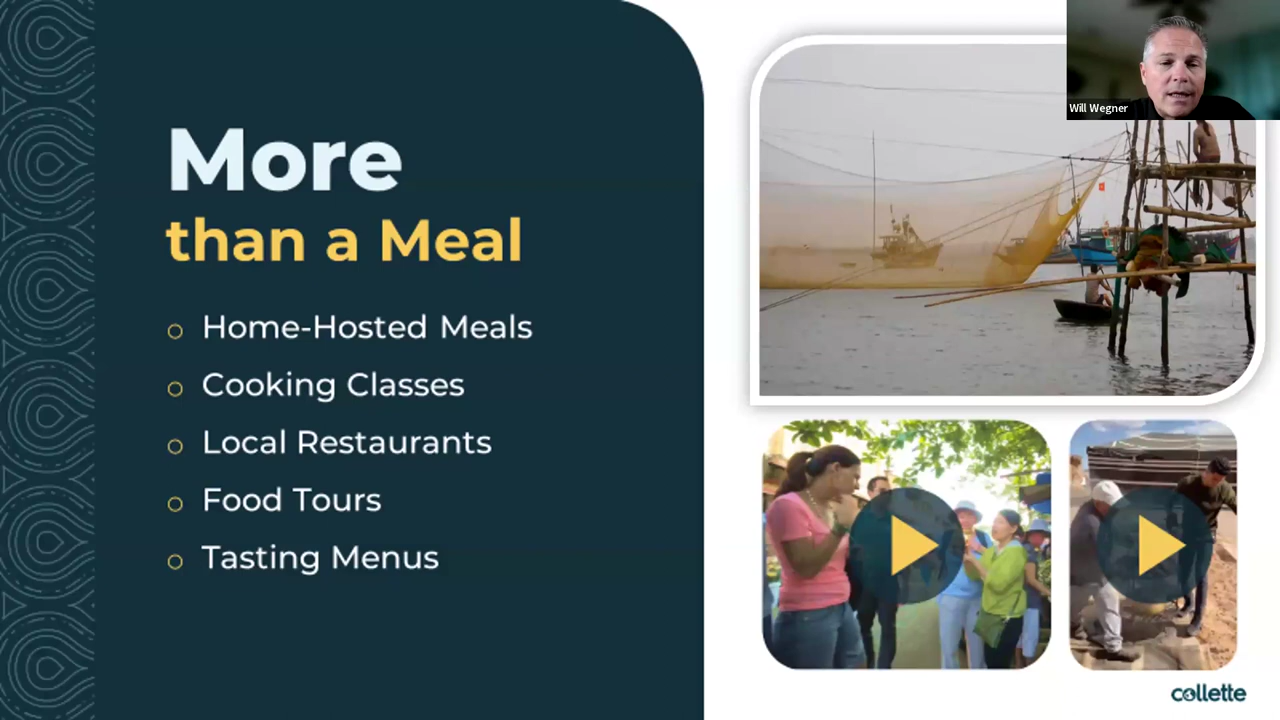 Will Wegner
More
than a Meal
Home-Hosted Meals
Cooking Classes
Local Restaurants
Food Tours
Tasting Menus
collette